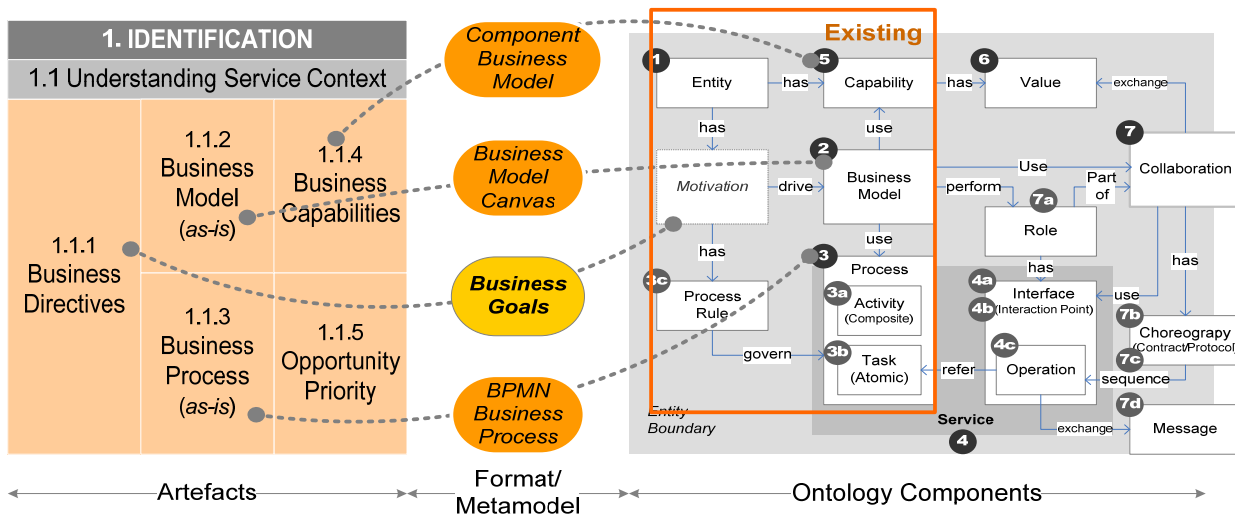 1. IDENTIFICATION
1.1 Understanding Service Context
1.1.1
Business
Directives
1.1.2
Business
Model
(as-is)
1.1.4
Business
Capabilities
1.1.3
Business
Process
(as-is)
1.1.5
Opportunity
Priority
Component
Business
Model
Business
Model
Canvas
Business
Goals
BPMN
Business
Process
Existing
1
Entity
has
5
Capability
has
6
Value
exchange
has
use
7
Collaboration
Motivation
drive
2
Business
Model
Use
perform
Part
of
7a
Role
has
use
has
has
3c
Process
Rule
govern
3
Process
3a
Activity
(Composite)
3b
Task
(Atomic)
4a
4b
Interface
(Interaction Point)
use
4c
Operation
refer
7b
Choreograpy
(Contract/Protocol)
7c
sequence
7d
Message
exchange
Entity
Boundary
Service
4
Artefacts
Format/
Metamodel
Ontology Components